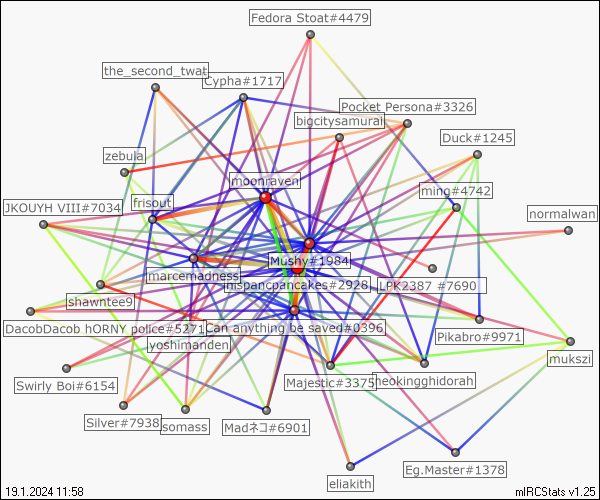 Fedora Stoat#4479
the_second_twat
Cypha#1717
Pocket Persona#3326
bigcitysamurai
Duck#1245
zebula
moonraven
ming#4742
frisout
JKOUYH VIII#7034
normalwan
Mushy#1984
marcemadness
mspancpancakes#2928
LPK2387 #7690
shawntee9
DacobDacob hORNY police#5271
Can anything be saved#0396
Pikabro#9971
yoshimanden
mukszi
Swirly Boi#6154
Majestic#3375
heokingghidorah
Silver#7938
somass
Madネコ#6901
Eg.Master#1378
eliakith
19.1.2024 11:58
mIRCStats v1.25